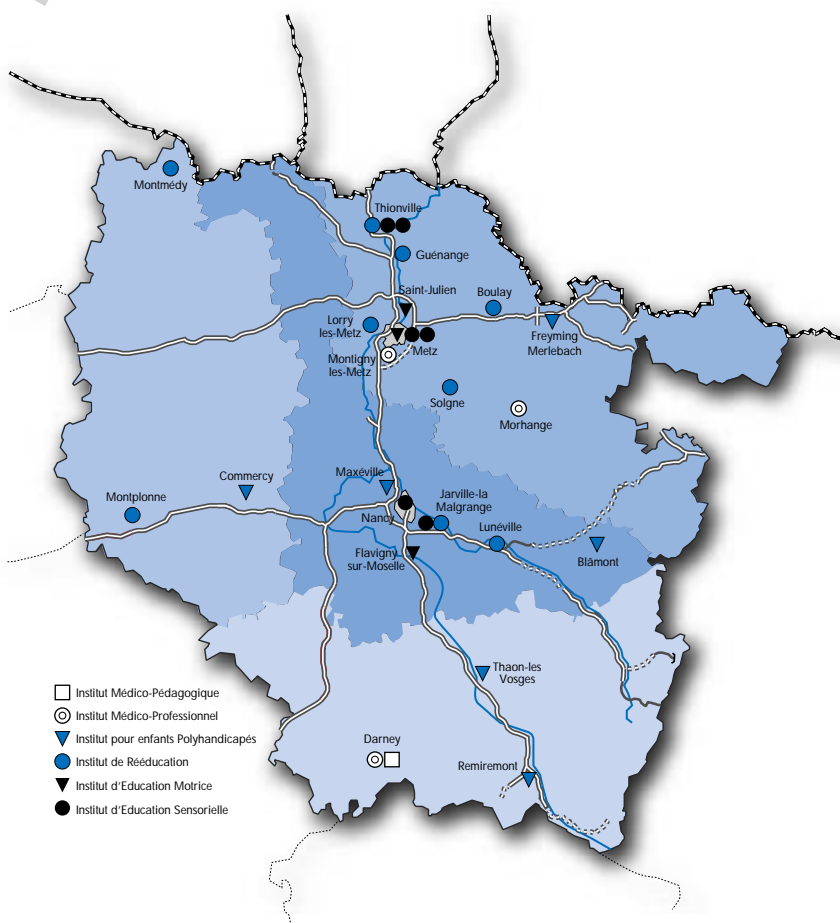 Montmédy
Thionville
Guénange
Saint-Julien
Boulay
Lorry
les-Metz
Metz
Freyming
Merlebach
Montigny
les-Metz
Solgne
Morhange
Commercy
Maxéville
Montplonne
Jarville-la
Malgrange
Nancy
Lunéville
Flavigny
sur-Moselle
Blâmont
Thaon-les
Vosges
Darney
Remiremont
Institut Médico-Pédagogique
Institut Médico-Professionnel
Institut pour enfants Polyhandicapés
Institut de Rééducation
Institut d'Education Motrice
Institut d'Education Sensorielle